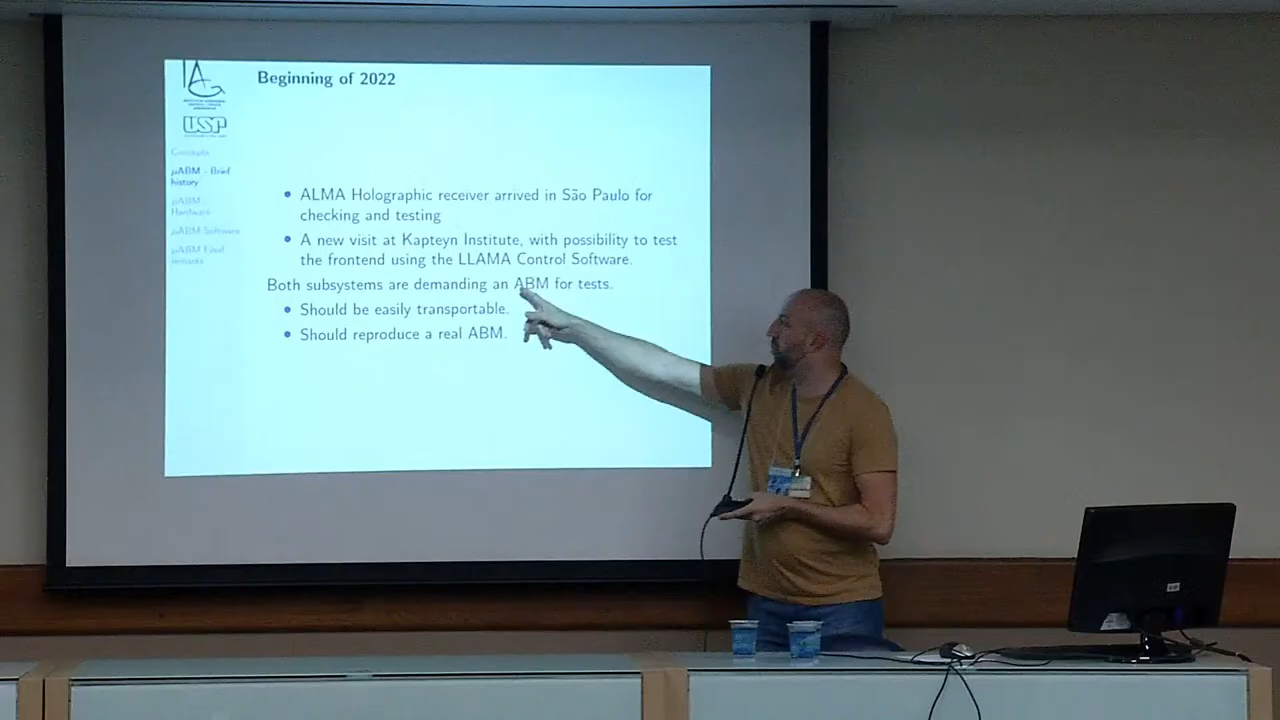 Beginning of 2022
IAG
USP
Concepts
μABM - Brief
history
μABM -
Hardware
μABM Software
μABM Final
remarks
• ALMA Holographic receiver arrived in São Paulo for
checking and testing
• A new visit at Kapteyn Institute, with possibility to test
the frontend using the LLAMA Control Software.
Both subsystems are demanding an ABM for tests.
• Should be easily transportable.
• Should reproduce a real ABM.